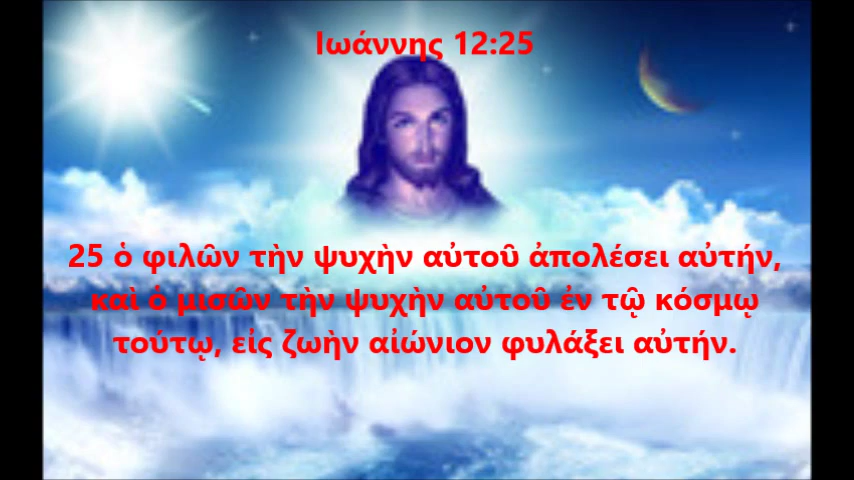 Ιωάννης 12:25
25 ὁ φιλῶν τὴν ψυχὴν αὐτοῦ ἀπολέσει αὐτήν,
καὶ ὁ μισῶν τὴν ψυχὴν αὐτοῦ ἐν τῷ κόσμῳ
τούτῳ, εἰς ζωὴν αἰώνιον φυλάξει αὐτήν.